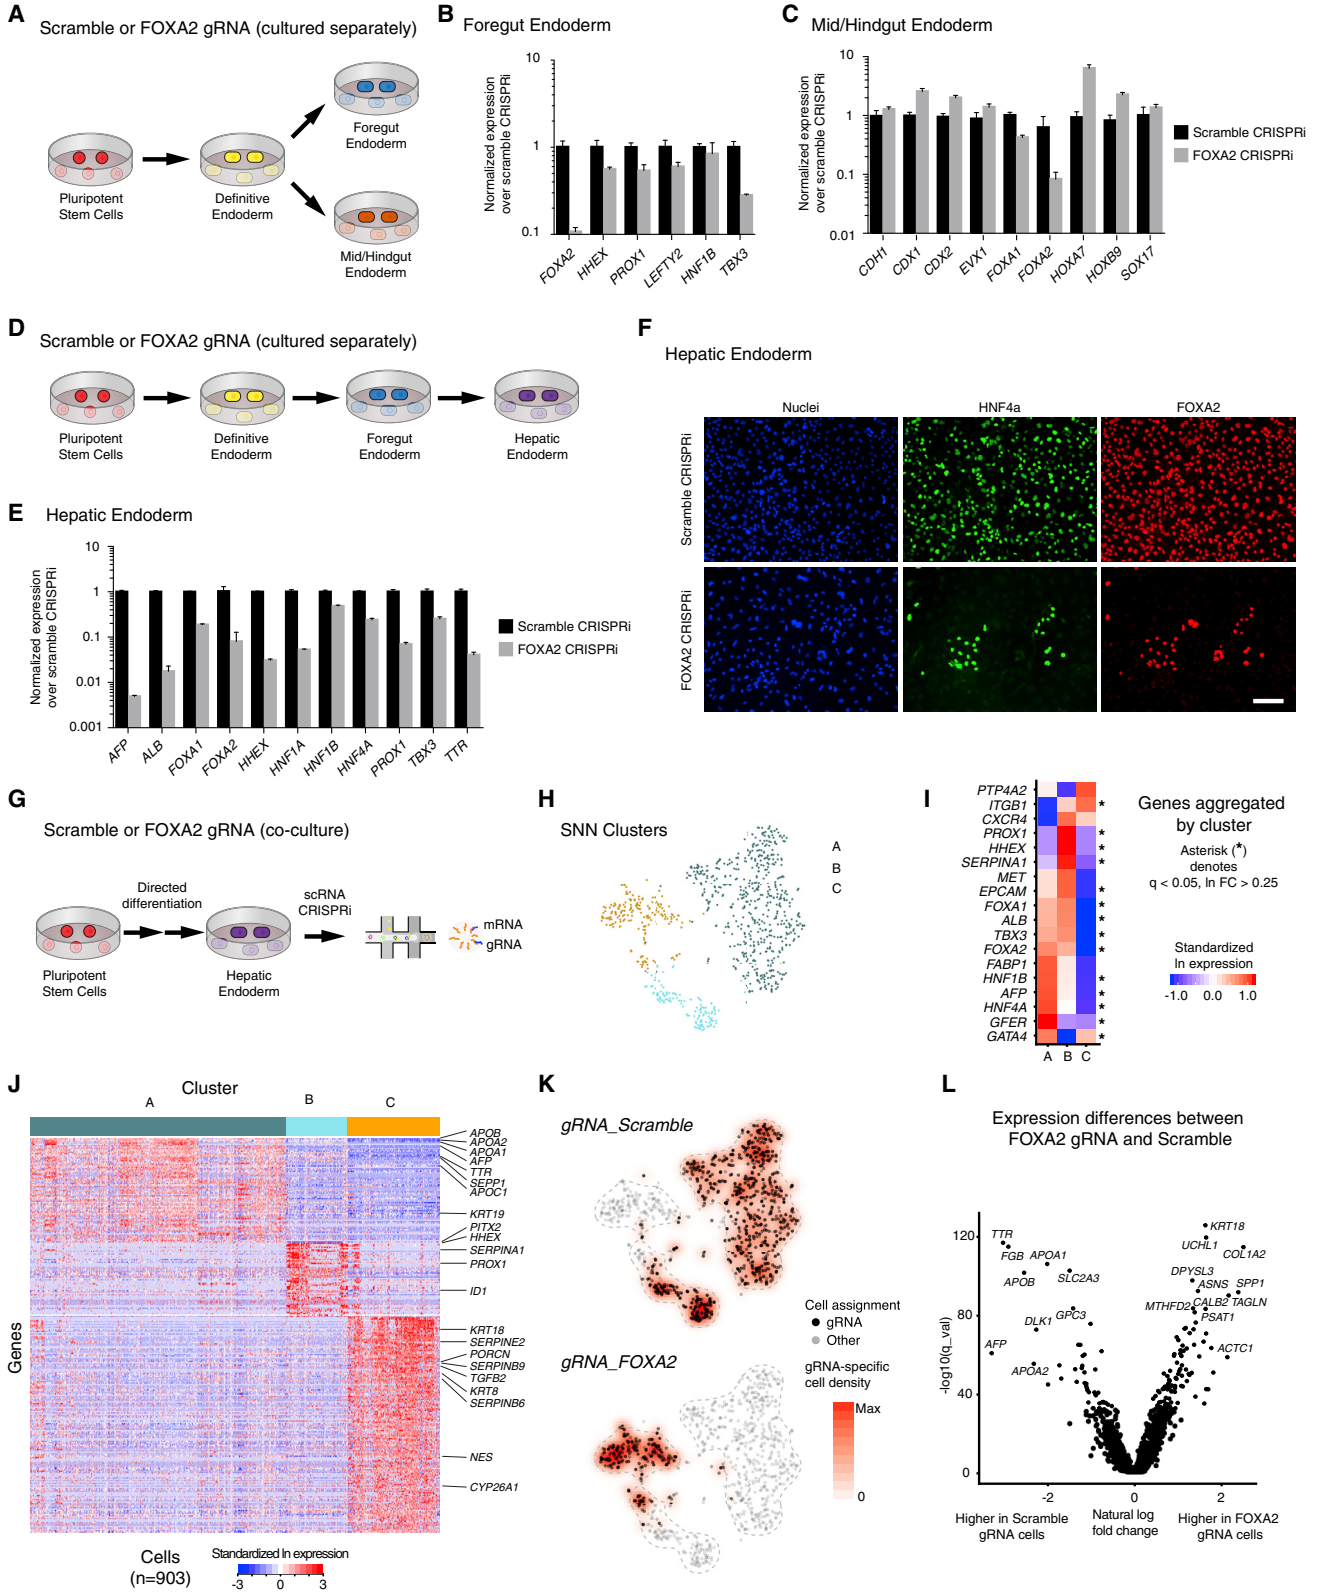 A
Scramble or FOXA2 gRNA (cultured separately)
Pluripotent
Stem Cells
Definitive
Endoderm
Foregut
Endoderm
Mid/Hindgut
Endoderm
B
Foregut Endoderm
Normalized expression
over scramble CRISPRi
10
1
0.1
FOXA2
HHEX
PROX1
LEFTY2
HNF1B
TBX3
C
Mid/Hindgut Endoderm
Normalized expression
over scramble CRISPRi
10
1
0.1
0.01
CDH1
CDX1
CDX2
EVX1
FOXA1
FOXA2
HOXA7
HOXB9
SOX17
Scramble CRISPRi
FOXA2 CRISPRi
D
Scramble or FOXA2 gRNA (cultured separately)
Pluripotent
Stem Cells
Definitive
Endoderm
Foregut
Endoderm
Hepatic
Endoderm
E
Hepatic Endoderm
Normalized expression
over scramble CRISPRi
10
1
0.1
0.01
0.001
AFP
ALB
FOXA1
FOXA2
HHEX
HNF1A
HNF1B
HNF4A
PROX1
TBX3
TTR
Scramble CRISPRi
FOXA2 CRISPRi
F
Hepatic Endoderm
Nuclei
HNF4a
FOXA2
Scramble CRISPRi
FOXA2 CRISPRi
G
Scramble or FOXA2 gRNA (co-culture)
Directed
differentiation
scRNA
CRISPRi
mRNA
gRNA
Pluripotent
Stem Cells
Hepatic
Endoderm
H
SNN Clusters
A
B
C
I
PTP4A2
ITGB1 *
CXCR4
PROX1 *
HHEX *
SERPINA1 *
MET
EPCAM *
FOXA1 *
ALB *
TBX3 *
FOXA2 *
FABP1
HNF1B *
AFP *
HNF4A *
GFER *
GATA4 *
A B C
Genes aggregated
by cluster
Asterisk (*)
denotes
q < 0.05, ln FC > 0.25
Standardized
ln expression
-1.0 0.0 1.0
J
Cluster
A B C
Genes
APOB
APOA2
APOA1
AFP
TTR
SEPP1
APOC1
KRT19
PITX2
HHEX
SERPINA1
PROX1
ID1
KRT18
SERPINE2
PORCN
SERPINB9
TGFB2
KRT8
SERPINB6
NES
CYP26A1
Cells
(n=903)
Standardized ln expression
-3 0 3
K
gRNA_Scramble
gRNA_FOXA2
Cell assignment
gRNA
Other
gRNA-specific
cell density
Max
0
L
Expression differences between
FOXA2 gRNA and Scramble
-log10(q_val)
120
80
40
0
-2 0 2
TTR
FGB
APOA1
APOB
SLC2A3
GPC3
DLK1
AFP
APOA2
KRT18
UCHL1
COL1A2
DPYSL3
ASNS
SPP1
MTHFD2
CALB2
TAGLN
PSAT1
ACTC1
Higher in Scramble
gRNA cells
Natural log
fold change
Higher in FOXA2
gRNA cells